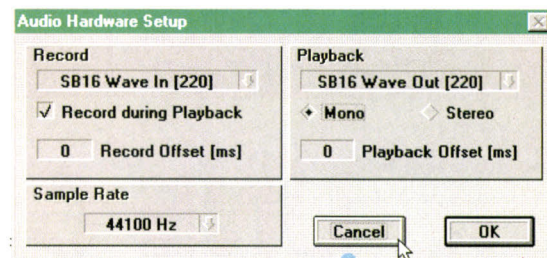 Audio Hardware Setup
Record
SB16 Wave In [220]
Record during Playback
0 Record Offset [ms]
Sample Rate
44100 Hz
Playback
SB16 Wave Out [220]
Mono Stereo
0 Playback Offset [ms]
Cancel OK